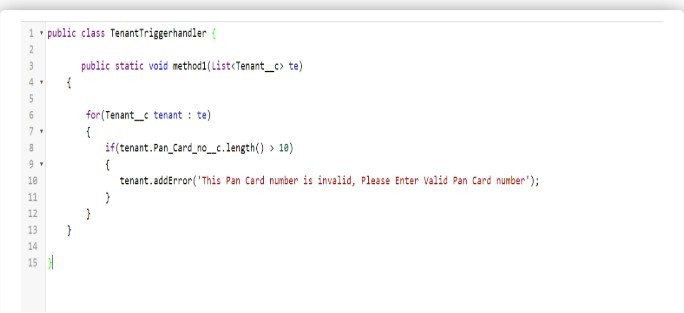 1 public class TenantTriggerhandler {
2
3 public static void method1(List<Tenant__c> te)
4 {
5
6 for(Tenant__c tenant : te)
7 {
8 if(tenant.Pan_Card_no__c.length() > 10)
9 {
10 tenant.addError('This Pan Card number is invalid, Please Enter Valid Pan Card number');
11 }
12 }
13 }
14
15 }